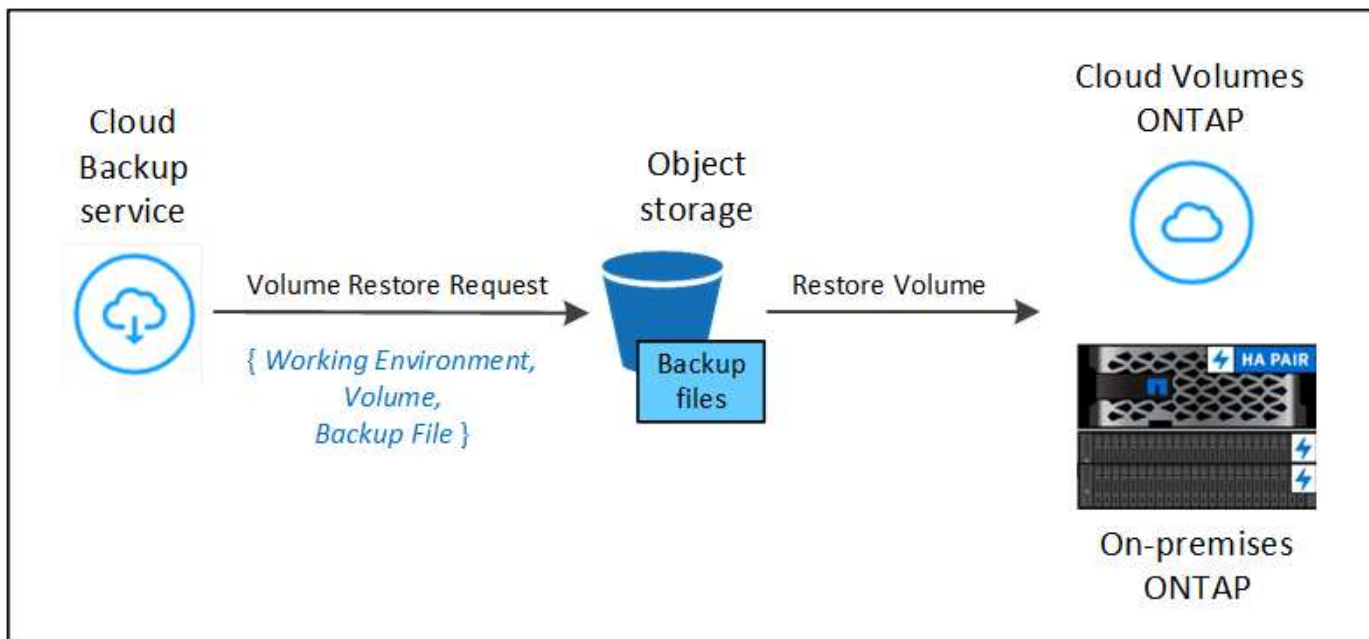 Cloud
Backup
service
Volume Restore Request
{ Working Environment,
Volume,
Backup File }
Object
storage
Backup
files
Restore Volume
Cloud Volumes
ONTAP
HA PAIR
On-premises
ONTAP